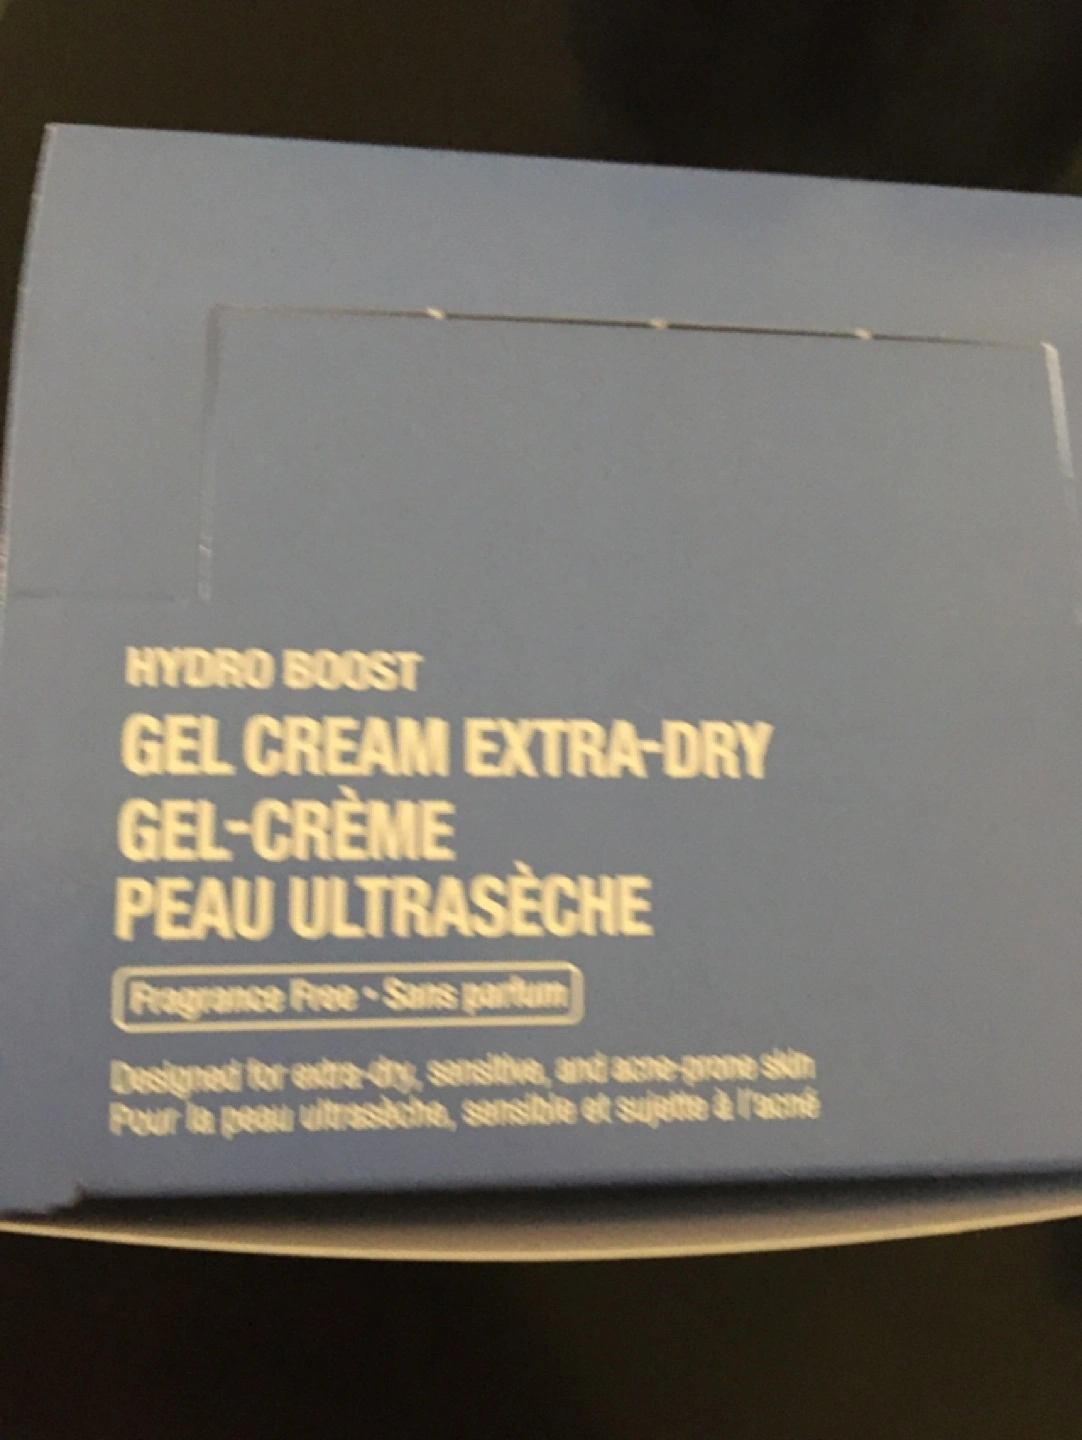 HYDRO BOOST
GEL CREAM EXTRA-DRY
GEL-CRÈME
PEAU ULTRASÈCHE
Fragrance Free • Sans parfum
Designed for extra-dry, sensitive, and acne-prone skin
Pour la peau ultrasèche, sensible et sujette à l'acné